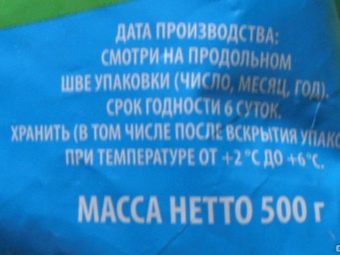 ДАТА ПРОИЗВОДСТВА:
СМОТРИ НА ПРОДОЛЬНОМ
ШВЕ УПАКОВКИ (ЧИСЛО, МЕСЯЦ, ГОД).
СРОК ГОДНОСТИ 6 СУТОК.
ХРАНИТЬ (В ТОМ ЧИСЛЕ ПОСЛЕ ВСКРЫТИЯ УПАКО
ПРИ ТЕМПЕРАТУРЕ ОТ +2°С ДО +6°С.
МАССА НЕТТО 500 г